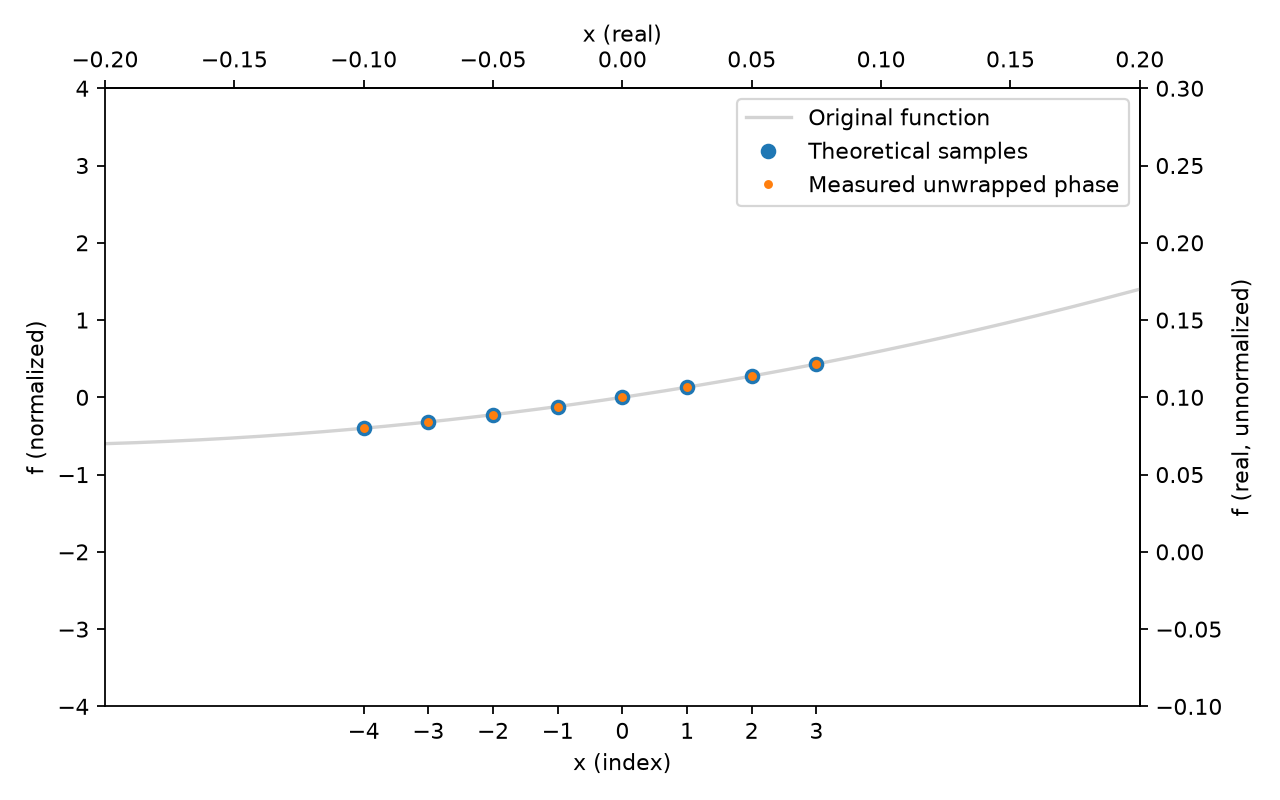 x (real)
−0.20 −0.15 −0.10 −0.05 0.00 0.05 0.10 0.15 0.20
Original function
Theoretical samples
Measured unwrapped phase
4
3
2
1
0
−1
−2
−3
−4
f (normalized)
0.30
0.25
0.20
0.15
0.10
0.05
0.00
−0.05
−0.10
f (real, unnormalized)
−4 −3 −2 −1 0 1 2 3
x (index)